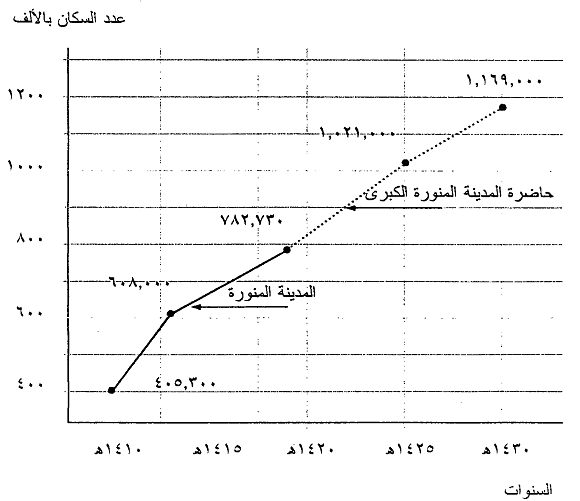 عدد السكان بالألف
١,١٦٩,٠٠٠
١٢٠٠
١,٠٢١,٠٠٠
١٠٠٠
حاضرة المدينة المنورة الكبرى
٧٨٢,٧٣٠
٨٠٠
٦٠٨,٠٠٠
المدينة المنورة
٦٠٠
٤٠٥,٣٠٠
٤٠٠
١٤١٠هـ ١٤١٥هـ ١٤٢٠هـ ١٤٢٥هـ ١٤٣٠هـ
السنوات